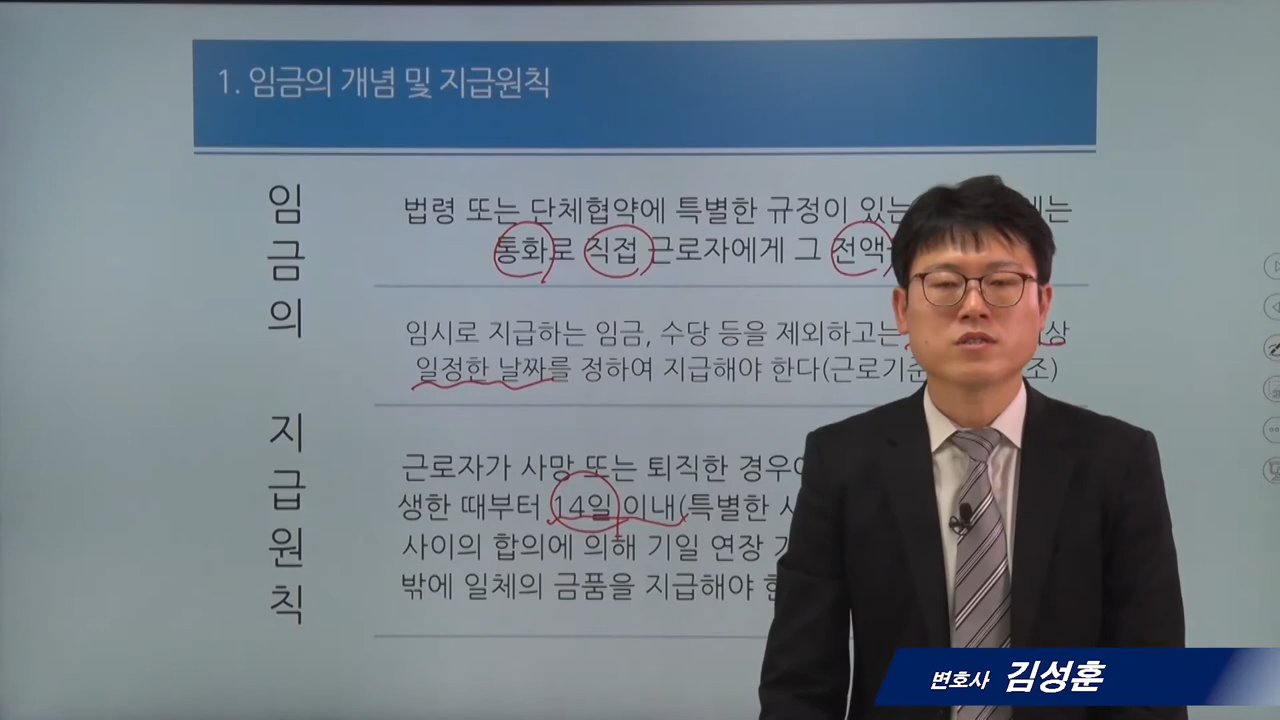 1. 임금의 개념 및 지급원칙
임금의 지급원칙
법령 또는 단체협약에 특별한 규정이 있는
통화로 직접 근로자에게 그 전액
임시로 지급하는 임금, 수당 등을 제외하고는 이상
일정한 날짜를 정하여 지급해야 한다(근로기준 조)
근로자가 사망 또는 퇴직한 경우
생한 때부터 14일 이내(특별한
사이의 합의에 의해 기일 연장
밖에 일체의 금품을 지급해야
변호사 김성훈